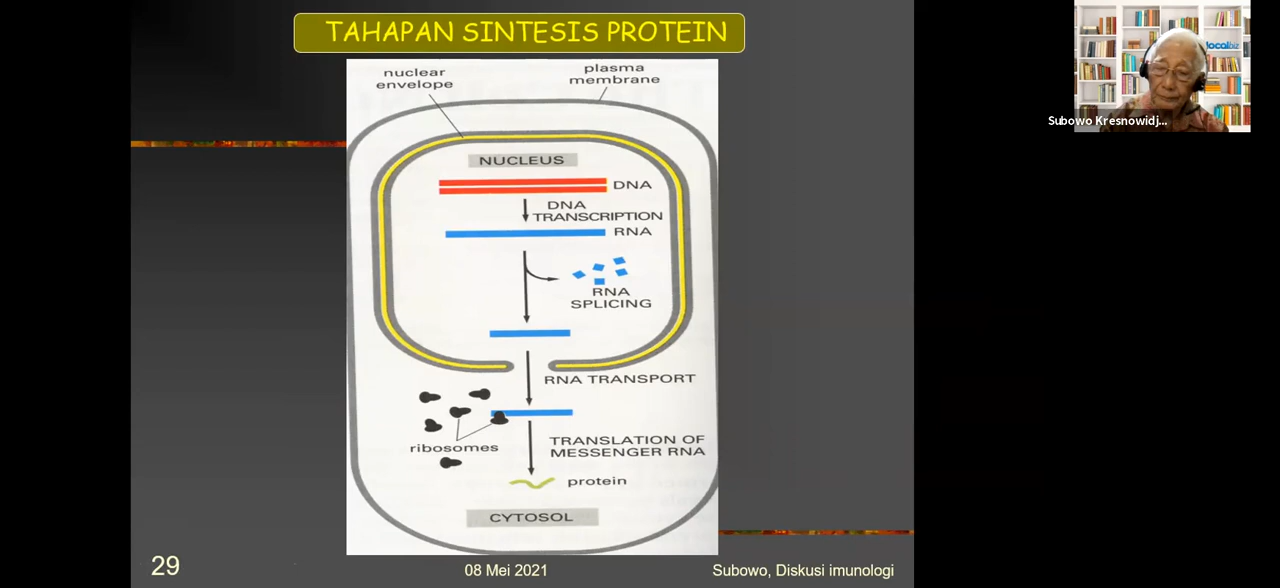 TAHAPAN SINTESIS PROTEIN
nuclear
envelope
plasma
membrane
NUCLEUS
DNA
DNA
TRANSCRIPTION
RNA
RNA
SPLICING
RNA TRANSPORT
ribosomes
TRANSLATION OF
MESSENGER RNA
protein
CYTOSOL
29
08 Mei 2021
Subowo, Diskusi imunologi
localbiz
Subowo Kresnowidj...